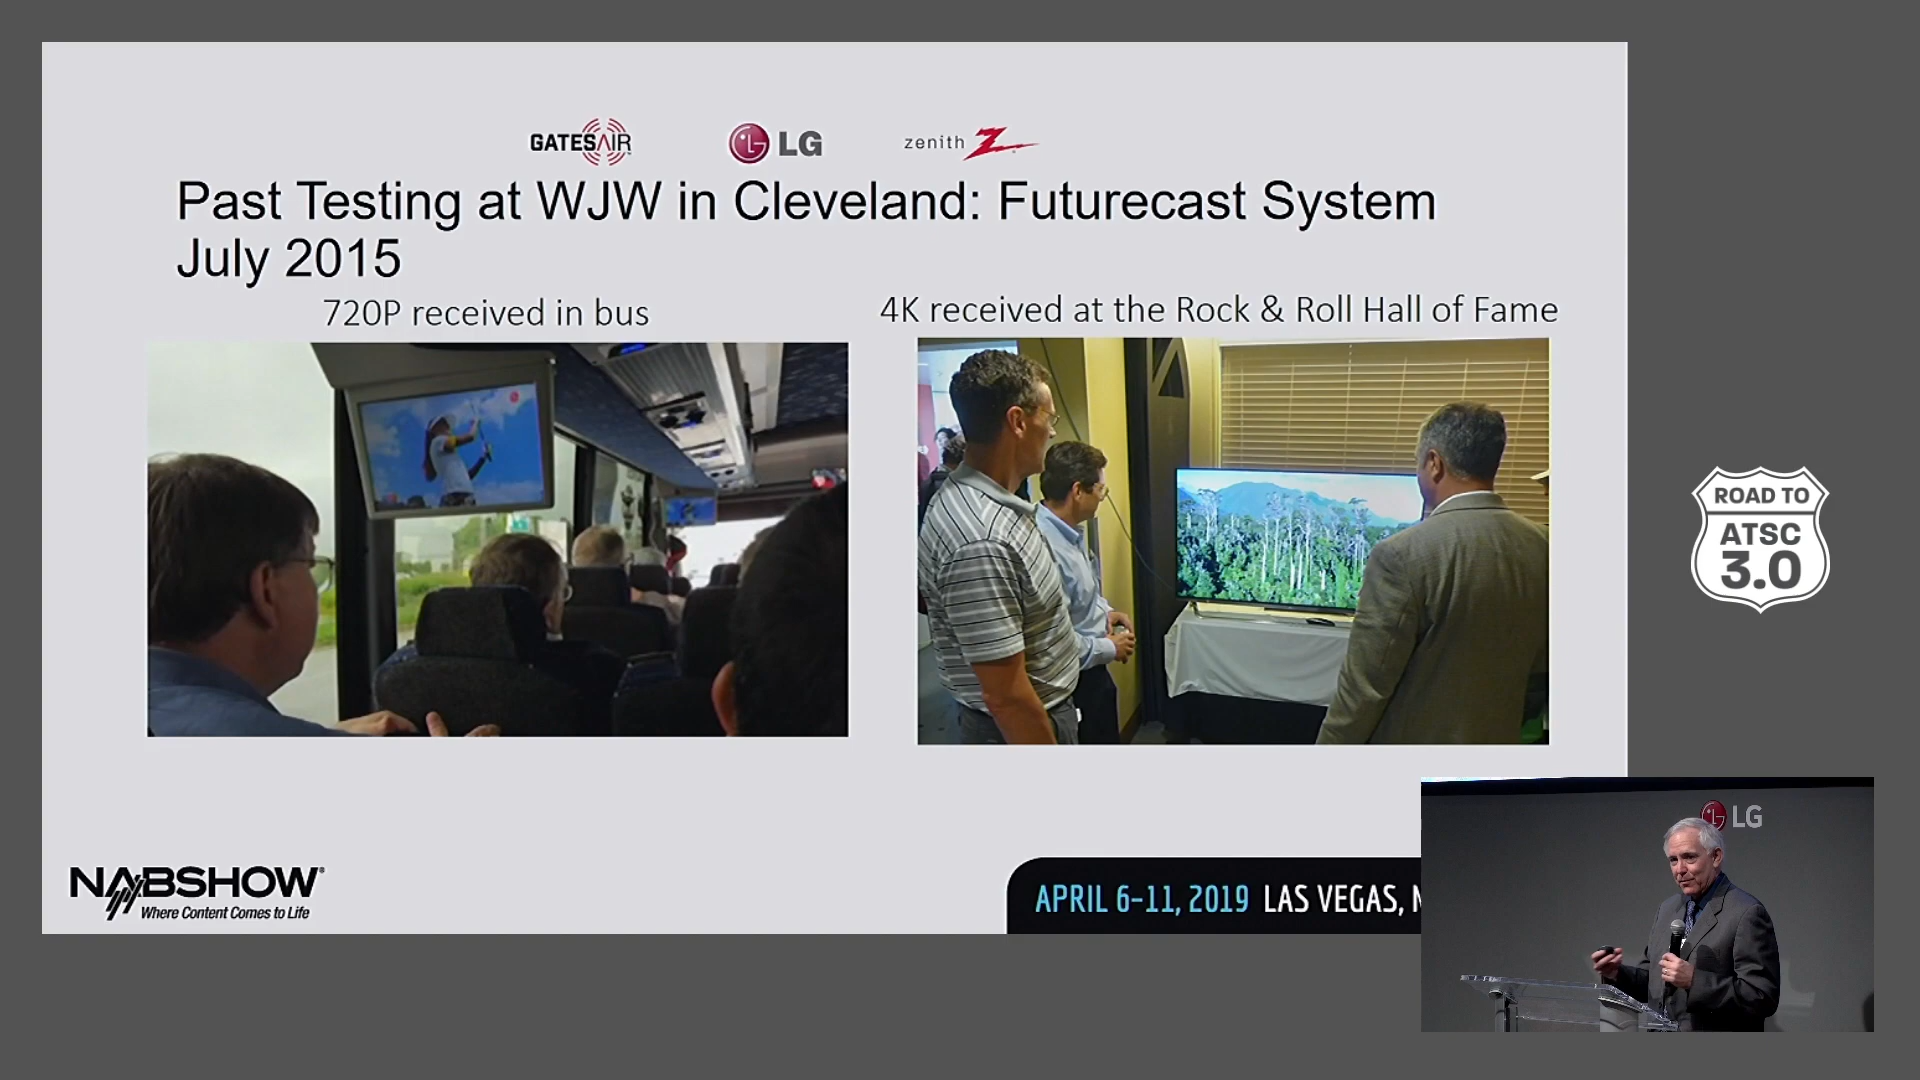 GATESAIR
LG
zenith
Past Testing at WJW in Cleveland: Futurecast System
July 2015
720P received in bus
4K received at the Rock & Roll Hall of Fame
ROAD TO
ATSC
3.0
LG
NABSHOW®
Where Content Comes to Life
APRIL 6–11, 2019 LAS VEGAS, N